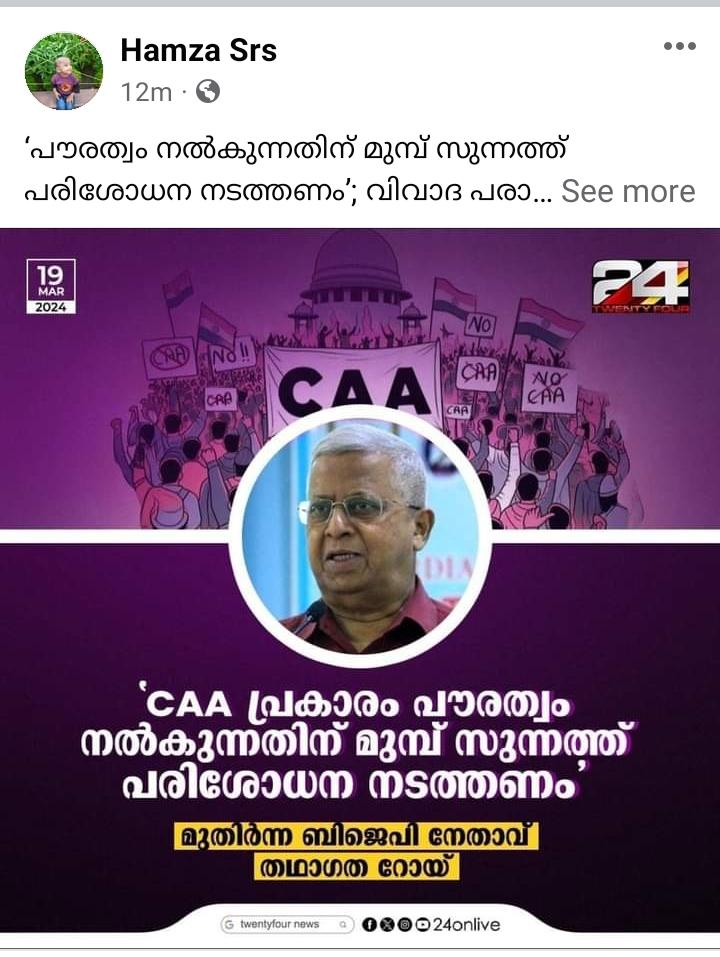 Hamza Srs
12m
‘പൗരത്വം നൽകുന്നതിന് മുമ്പ് സുന്നത്ത്
പരിശോധന നടത്തണം’; വിവാദ പരാ... See more
19
MAR
2024
24
TWENTY FOUR
CAA
No!!
CAA
CAA
NO
CAA
CAA
NO
CAA
‘CAA പ്രകാരം പൗരത്വം
നൽകുന്നതിന് മുമ്പ് സുന്നത്ത്
പരിശോധന നടത്തണം’
മുതിർന്ന ബിജെപി നേതാവ്
തഥാഗത റോയ്
G twentyfour news
24onlive